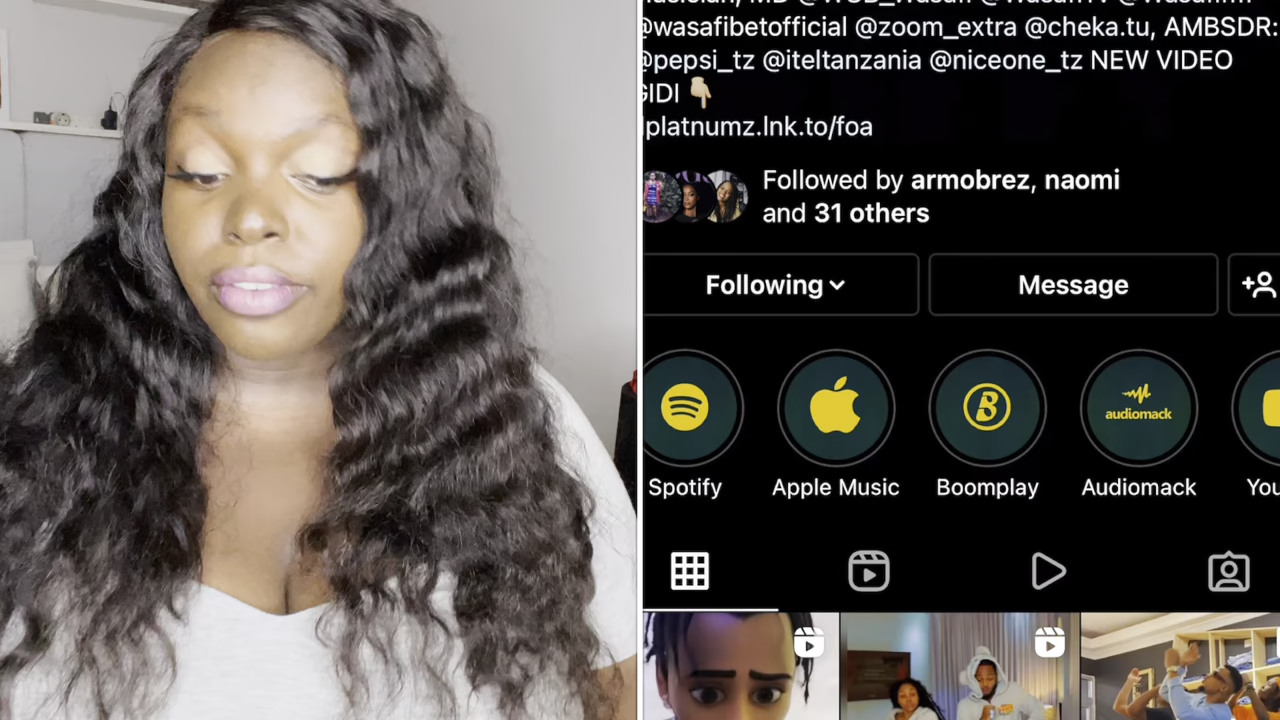 @wasafibetofficial @zoom_extra @cheka.tu, AMBSDR:
@pepsi_tz @iteltanzania @niceone_tz NEW VIDEO
GIDI 👇🏼
platnumz.lnk.to/foa
Followed by armobrez, naomi
and 31 others
Following
Message
audiomack
Spotify
Apple Music
Boomplay
Audiomack
You